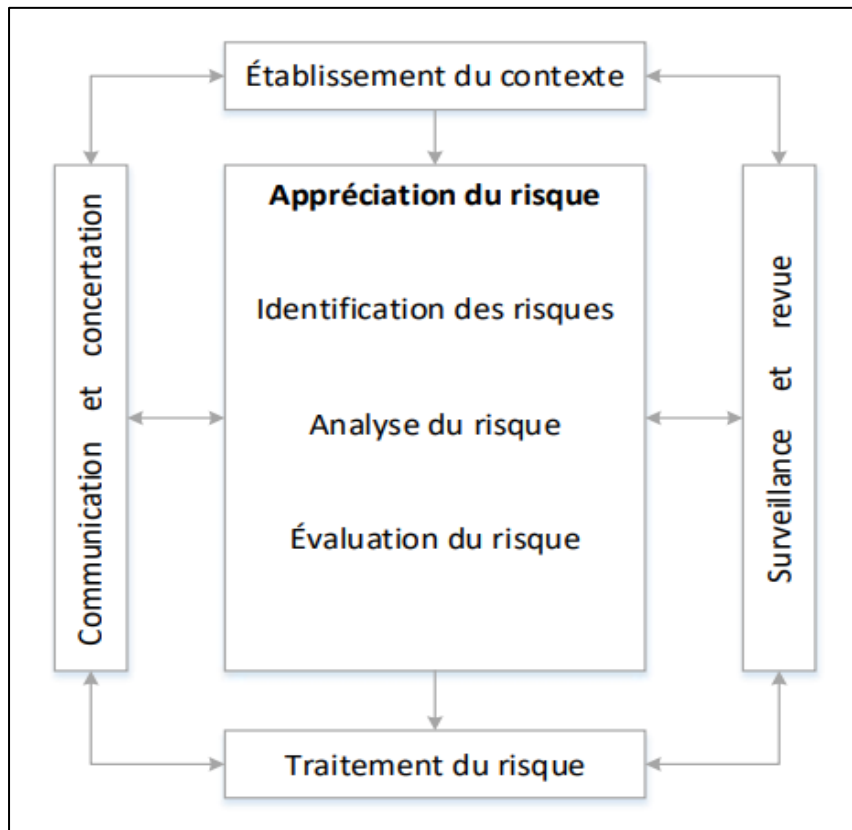 Établissement du contexte
Communication et concertation
Appréciation du risque
Identification des risques
Analyse du risque
Évaluation du risque
Surveillance et revue
Traitement du risque